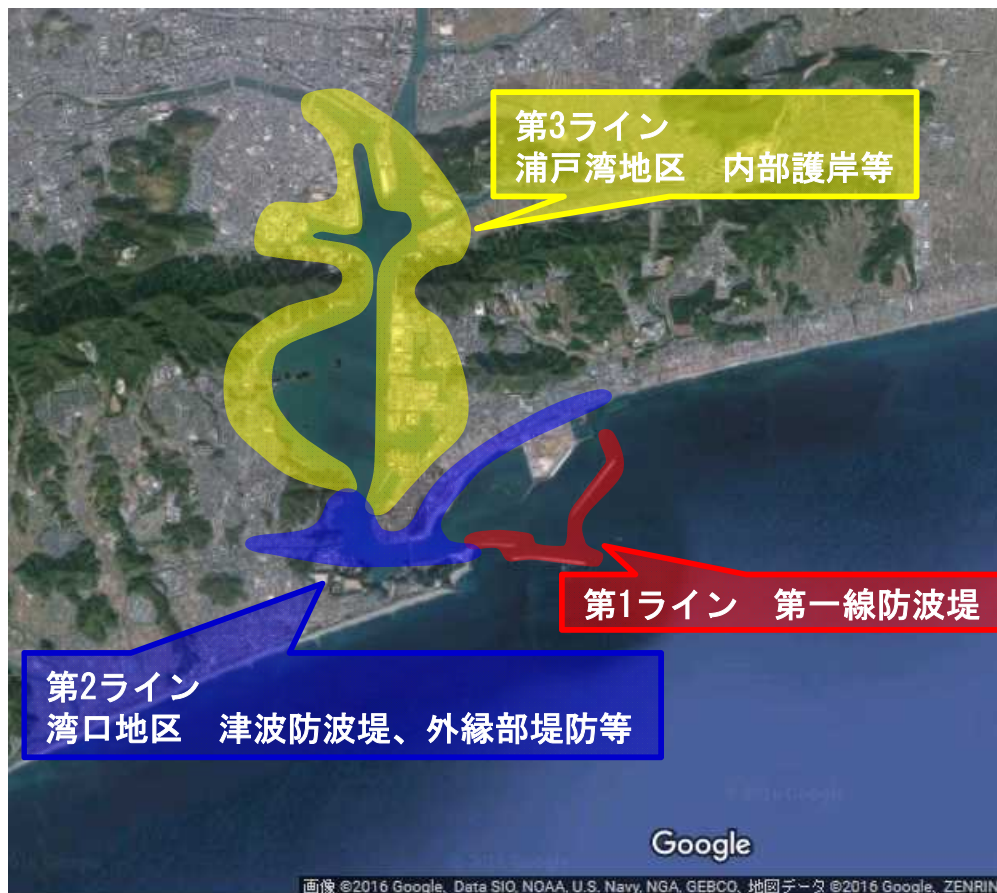 第3ライン
浦戸湾地区　内部護岸等
第1ライン　第一線防波堤
第2ライン
湾口地区　津波防波堤、外縁部堤防等
Google
画像 ©2016 Google、Data SIO, NOAA, U.S. Navy, NGA, GEBCO、地図データ ©2016 Google、ZENRIN